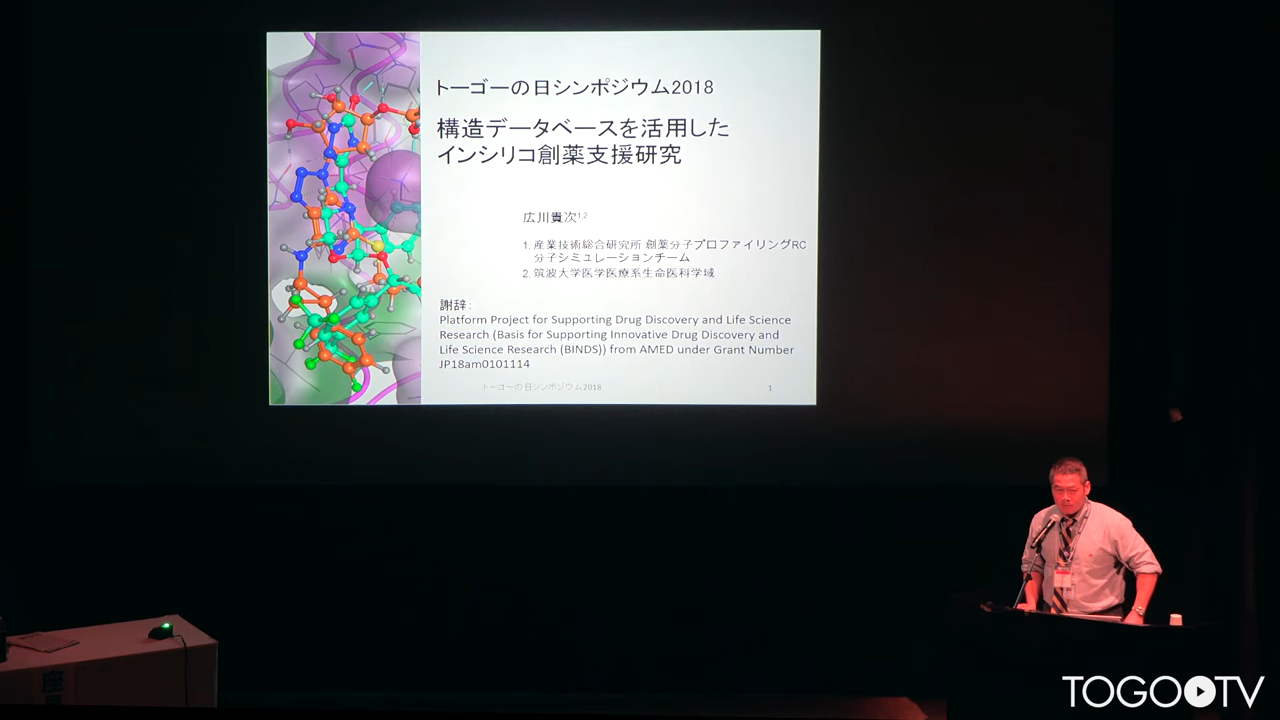 トーゴーの日シンポジウム2018
構造データベースを活用した
インシリコ創薬支援研究
広川貴次1,2
1. 産業技術総合研究所 創薬分子プロファイリングRC
分子シミュレーションチーム
2. 筑波大学医学医療系生命医科学域
謝辞:
Platform Project for Supporting Drug Discovery and Life Science
Research (Basis for Supporting Innovative Drug Discovery and
Life Science Research (BINDS)) from AMED under Grant Number
JP18am0101114
トーゴーの日シンポジウム2018
1
座
TOGO TV